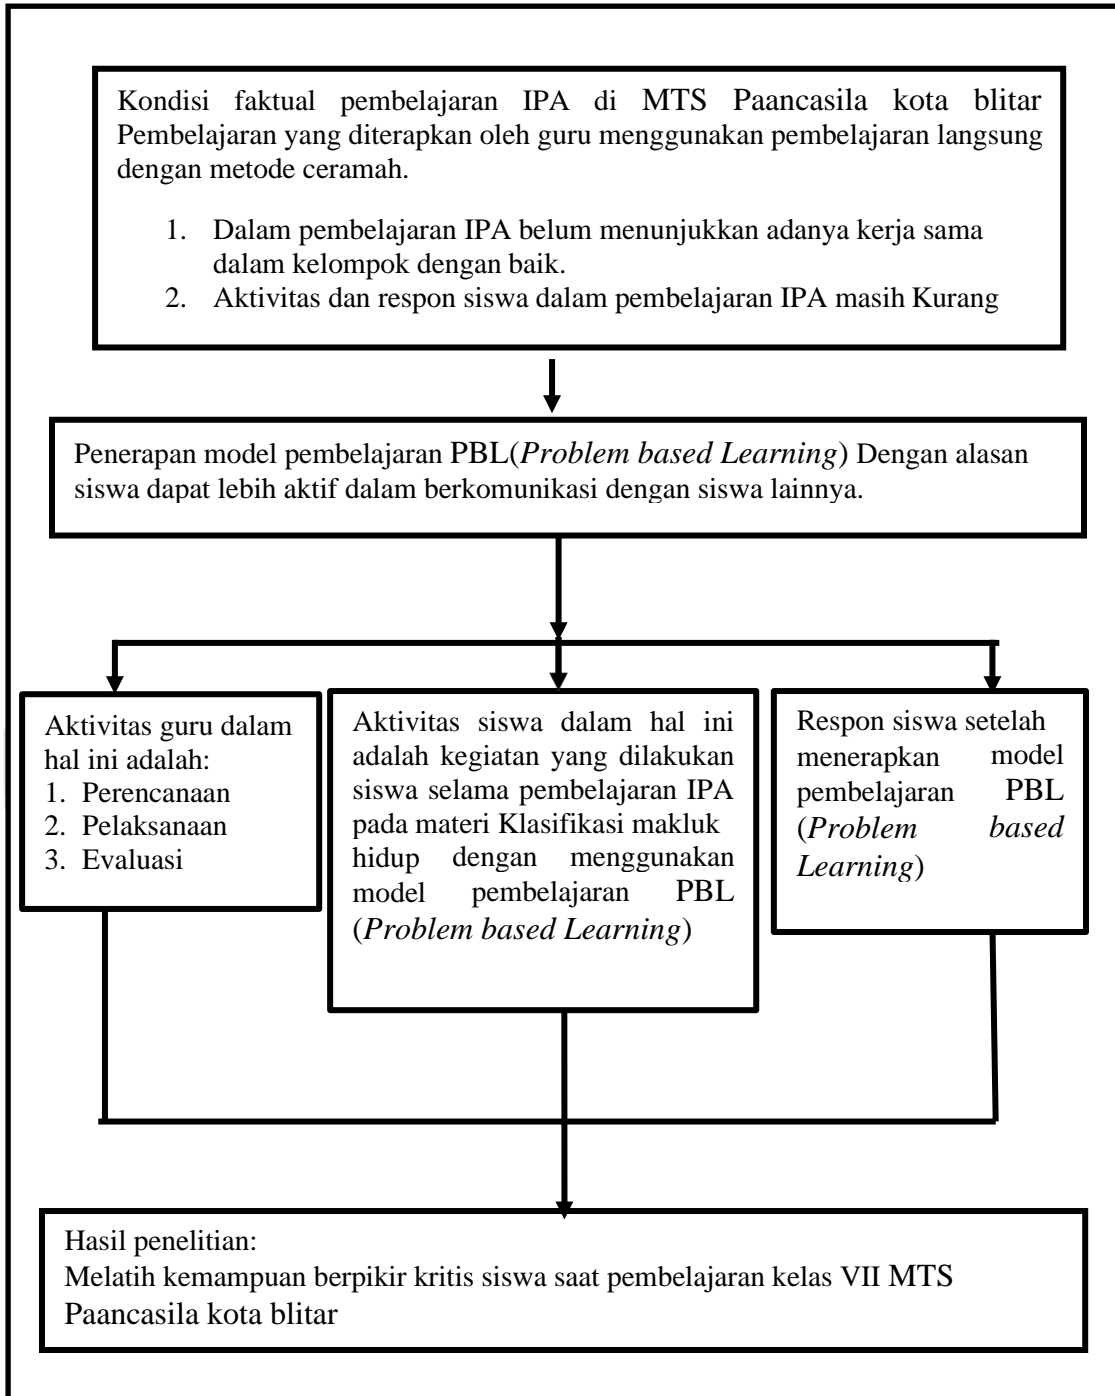 Kondisi faktual pembelajaran IPA di MTS Paancasila kota blitar
Pembelajaran yang diterapkan oleh guru menggunakan pembelajaran langsung
dengan metode ceramah.
1. Dalam pembelajaran IPA belum menunjukkan adanya kerja sama
dalam kelompok dengan baik.
2. Aktivitas dan respon siswa dalam pembelajaran IPA masih Kurang
Penerapan model pembelajaran PBL(Problem based Learning) Dengan alasan
siswa dapat lebih aktif dalam berkomunikasi dengan siswa lainnya.
Aktivitas guru dalam
hal ini adalah:
1. Perencanaan
2. Pelaksanaan
3. Evaluasi
Aktivitas siswa dalam hal ini
adalah kegiatan yang dilakukan
siswa selama pembelajaran IPA
pada materi Klasifikasi makluk
hidup dengan menggunakan
model pembelajaran PBL
(Problem based Learning)
Respon siswa setelah
menerapkan model
pembelajaran PBL
(Problem based
Learning)
Hasil penelitian:
Melatih kemampuan berpikir kritis siswa saat pembelajaran kelas VII MTS
Paancasila kota blitar